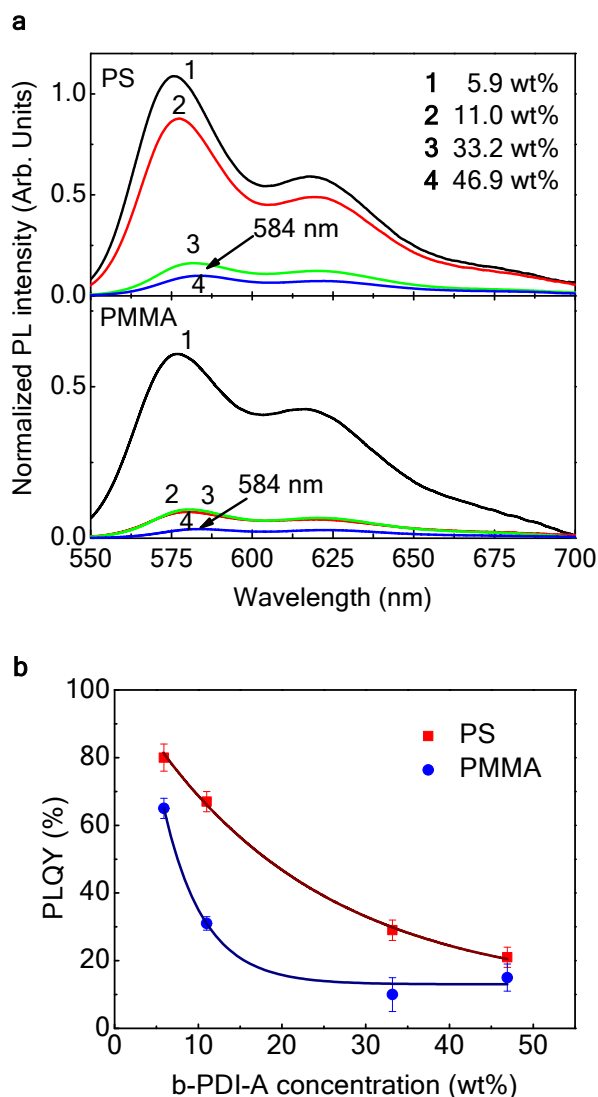 a
PS
1 5.9 wt%
2 11.0 wt%
3 33.2 wt%
4 46.9 wt%
1
2
3
4
584 nm
1.0
0.5
0.0
Normalized PL intensity (Arb. Units)
PMMA
1
2 3
4
584 nm
0.5
0.0
550 575 600 625 650 675 700
Wavelength (nm)
b
100
80
60
40
20
0
PLQY (%)
PS
PMMA
0 10 20 30 40 50
b-PDI-A concentration (wt%)